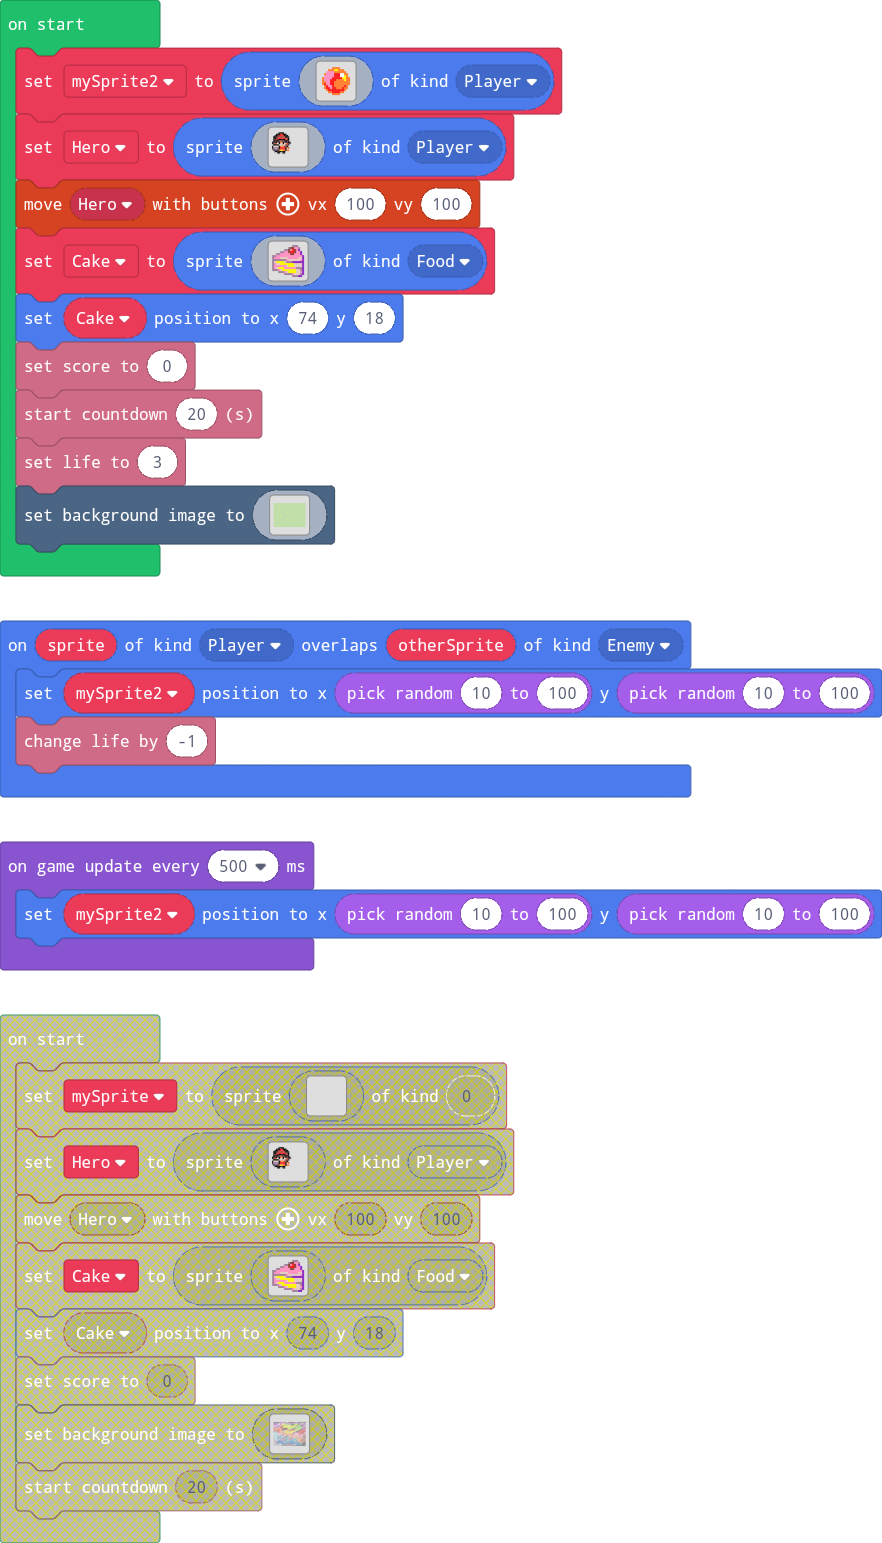 on start
set mySprite2 to sprite of kind Player
set Hero to sprite of kind Player
move Hero with buttons vx 100 vy 100
set Cake to sprite of kind Food
set Cake position to x 74 y 18
set score to 0
start countdown 20 (s)
set life to 3
set background image to
on sprite of kind Player overlaps otherSprite of kind Enemy
set mySprite2 position to x pick random 10 to 100 y pick random 10 to 100
change life by -1
on game update every 500 ms
set mySprite2 position to x pick random 10 to 100 y pick random 10 to 100
on start
set mySprite to sprite of kind 0
set Hero to sprite of kind Player
move Hero with buttons vx 100 vy 100
set Cake to sprite of kind Food
set Cake position to x 74 y 18
set score to 0
set background image to
start countdown 20 (s)